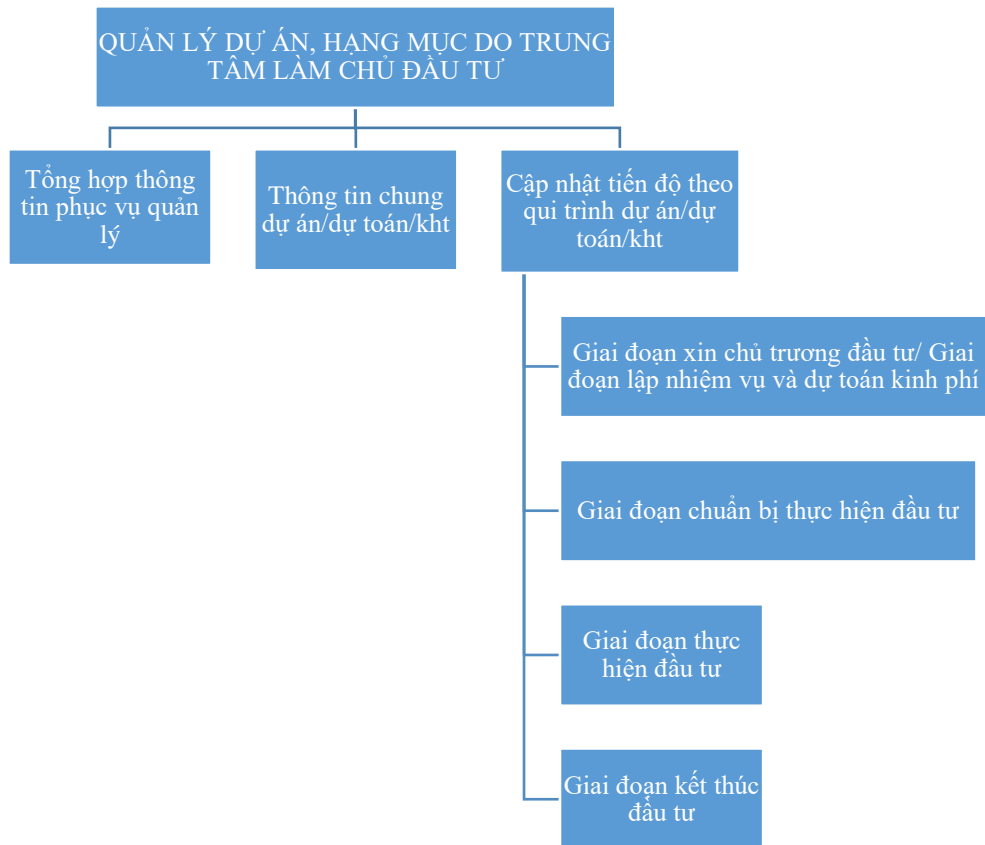 QUẢN LÝ DỰ ÁN, HẠNG MỤC DO TRUNG
TÂM LÀM CHỦ ĐẦU TƯ
Tổng hợp thông
tin phục vụ quản
lý
Thông tin chung
dự án/dự toán/kht
Cập nhật tiến độ theo
qui trình dự án/dự
toán/kht
Giai đoạn xin chủ trương đầu tư/ Giai
đoạn lập nhiệm vụ và dự toán kinh phí
Giai đoạn chuẩn bị thực hiện đầu tư
Giai đoạn thực
hiện đầu tư
Giai đoạn kết thúc
đầu tư